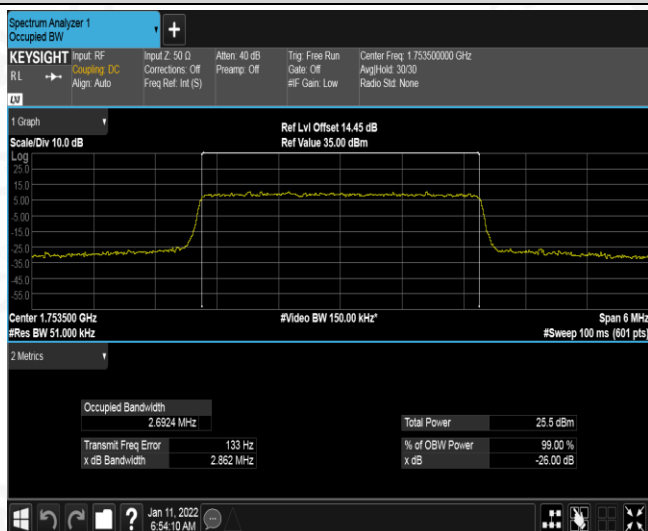 Spectrum Analyzer 1
Occupied BW
+
KEYSIGHT
Input: RF
Coupling: DC
Align: Auto
RL
LXI
Input Z: 50 Ω
Corrections: Off
Freq Ref: Int (S)
Atten: 40 dB
Preamp: Off
Trig: Free Run
Gate: Off
#IF Gain: Low
Center Freq: 1.753500000 GHz
Avg|Hold: 30/30
Radio Std: None
1 Graph
Ref Lvl Offset 14.45 dB
Scale/Div 10.0 dB
Ref Value 35.00 dBm
Log
25.0
15.0
5.00
-5.00
-15.0
-25.0
-35.0
-45.0
-55.0
Center 1.753500 GHz
#Video BW 150.00 kHz*
Span 6 MHz
#Res BW 51.000 kHz
#Sweep 100 ms (601 pts)
2 Metrics
Occupied Bandwidth
2.6924 MHz
Total Power 25.5 dBm
Transmit Freq Error 133 Hz
% of OBW Power 99.00 %
x dB Bandwidth 2.862 MHz
x dB -26.00 dB
?
Jan 11, 2022
6:54:10 AM